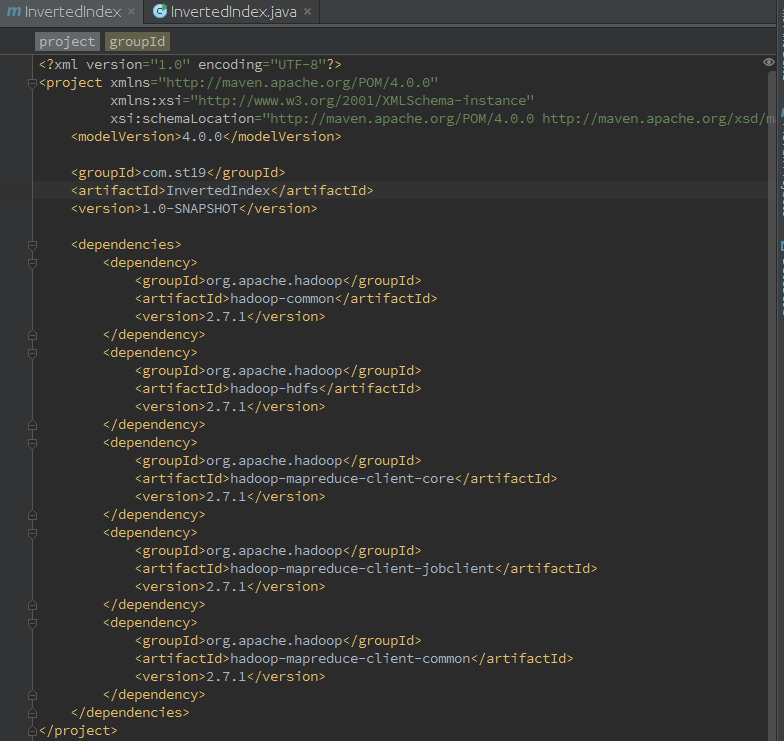 m InvertedIndex × C InvertedIndex.java ×
project groupId
<?xml version="1.0" encoding="UTF-8"?>
<project xmlns="http://maven.apache.org/POM/4.0.0"
         xmlns:xsi="http://www.w3.org/2001/XMLSchema-instance"
         xsi:schemaLocation="http://maven.apache.org/POM/4.0.0 http://maven.apache.org/xsd/m
    <modelVersion>4.0.0</modelVersion>
    <groupId>com.st19</groupId>
    <artifactId>InvertedIndex</artifactId>
    <version>1.0-SNAPSHOT</version>
    <dependencies>
        <dependency>
            <groupId>org.apache.hadoop</groupId>
            <artifactId>hadoop-common</artifactId>
            <version>2.7.1</version>
        </dependency>
        <dependency>
            <groupId>org.apache.hadoop</groupId>
            <artifactId>hadoop-hdfs</artifactId>
            <version>2.7.1</version>
        </dependency>
        <dependency>
            <groupId>org.apache.hadoop</groupId>
            <artifactId>hadoop-mapreduce-client-core</artifactId>
            <version>2.7.1</version>
        </dependency>
        <dependency>
            <groupId>org.apache.hadoop</groupId>
            <artifactId>hadoop-mapreduce-client-jobclient</artifactId>
            <version>2.7.1</version>
        </dependency>
        <dependency>
            <groupId>org.apache.hadoop</groupId>
            <artifactId>hadoop-mapreduce-client-common</artifactId>
            <version>2.7.1</version>
        </dependency>
    </dependencies>
</project>